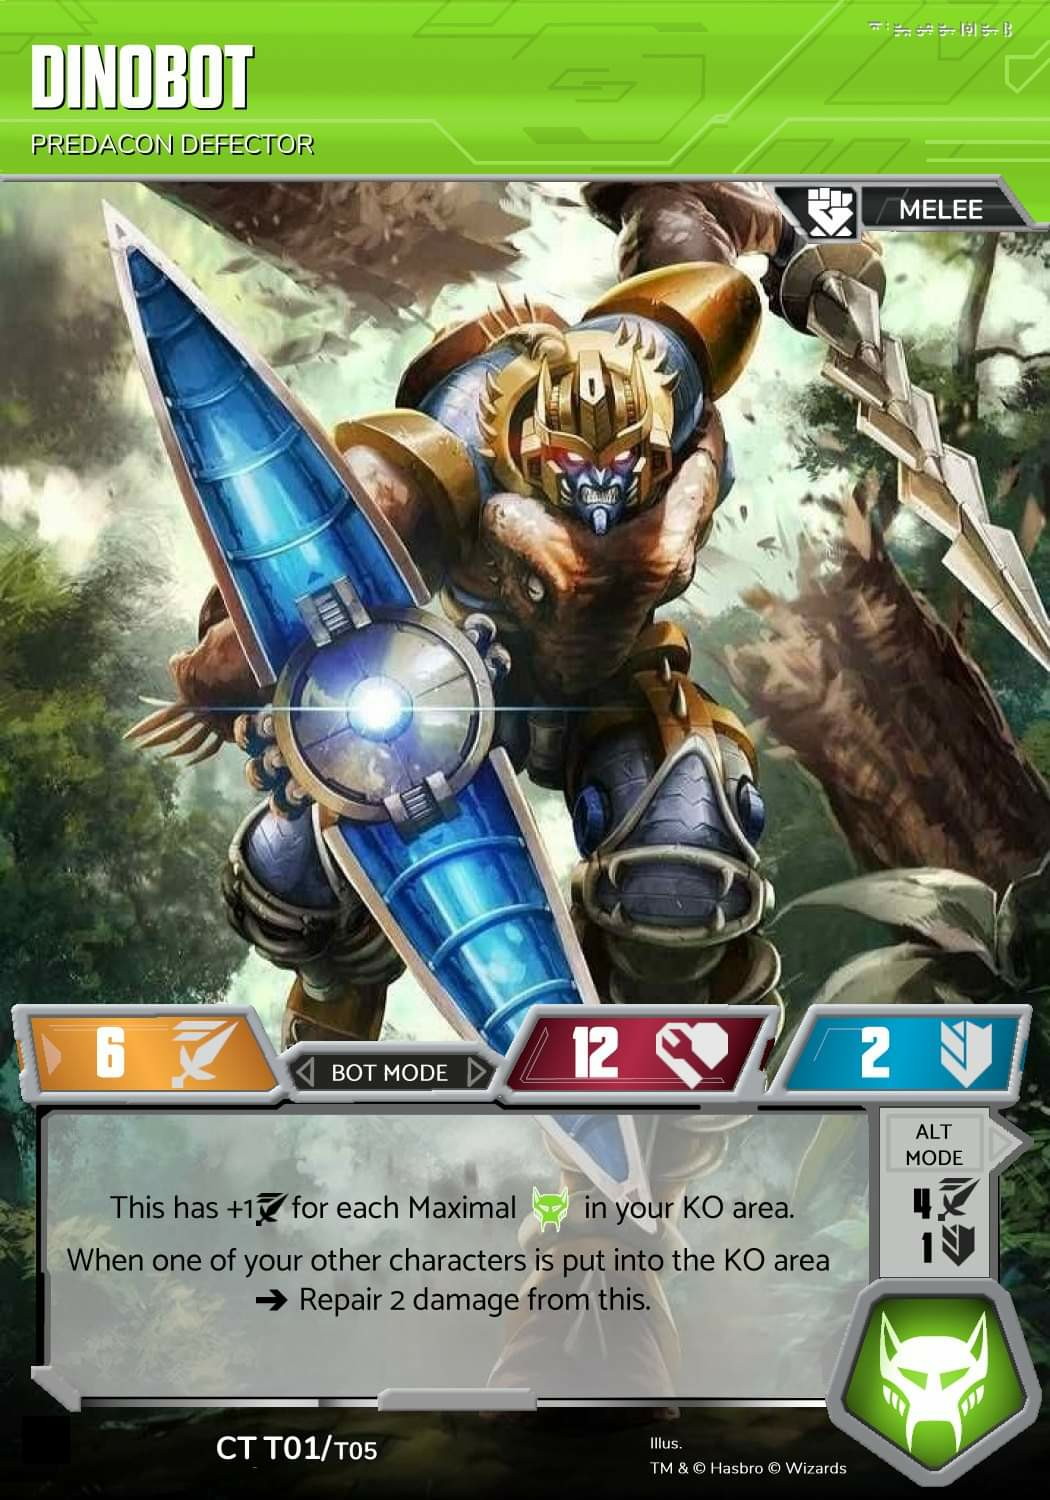 DINOBOT
PREDACON DEFECTOR
MELEE
6
BOT MODE
12
2
This has +1 for each Maximal in your KO area.
When one of your other characters is put into the KO area
➔ Repair 2 damage from this.
ALT
MODE
4
1
CT T01/T05
Illus.
TM & © Hasbro © Wizards